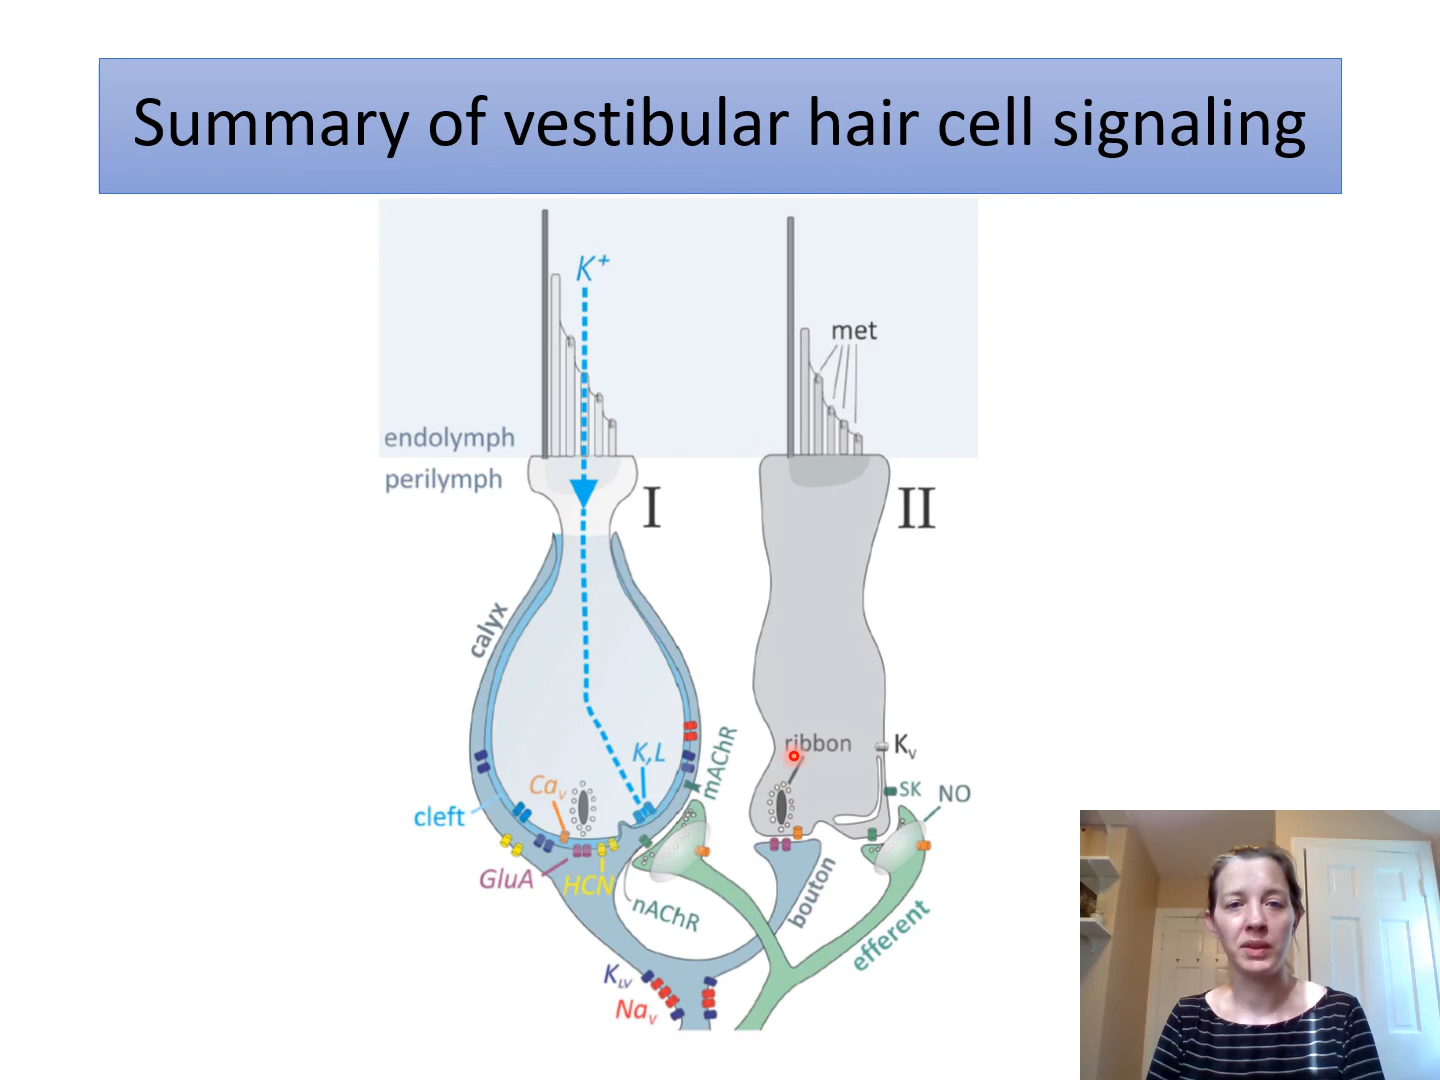 Summary of vestibular hair cell signaling
K+
met
endolymph
perilymph
I
II
calyx
K,L
mAChR
ribbon
Kv
Cav
SK
NO
cleft
GluA
HCN
nAChR
bouton
efferent
KLV
Nav